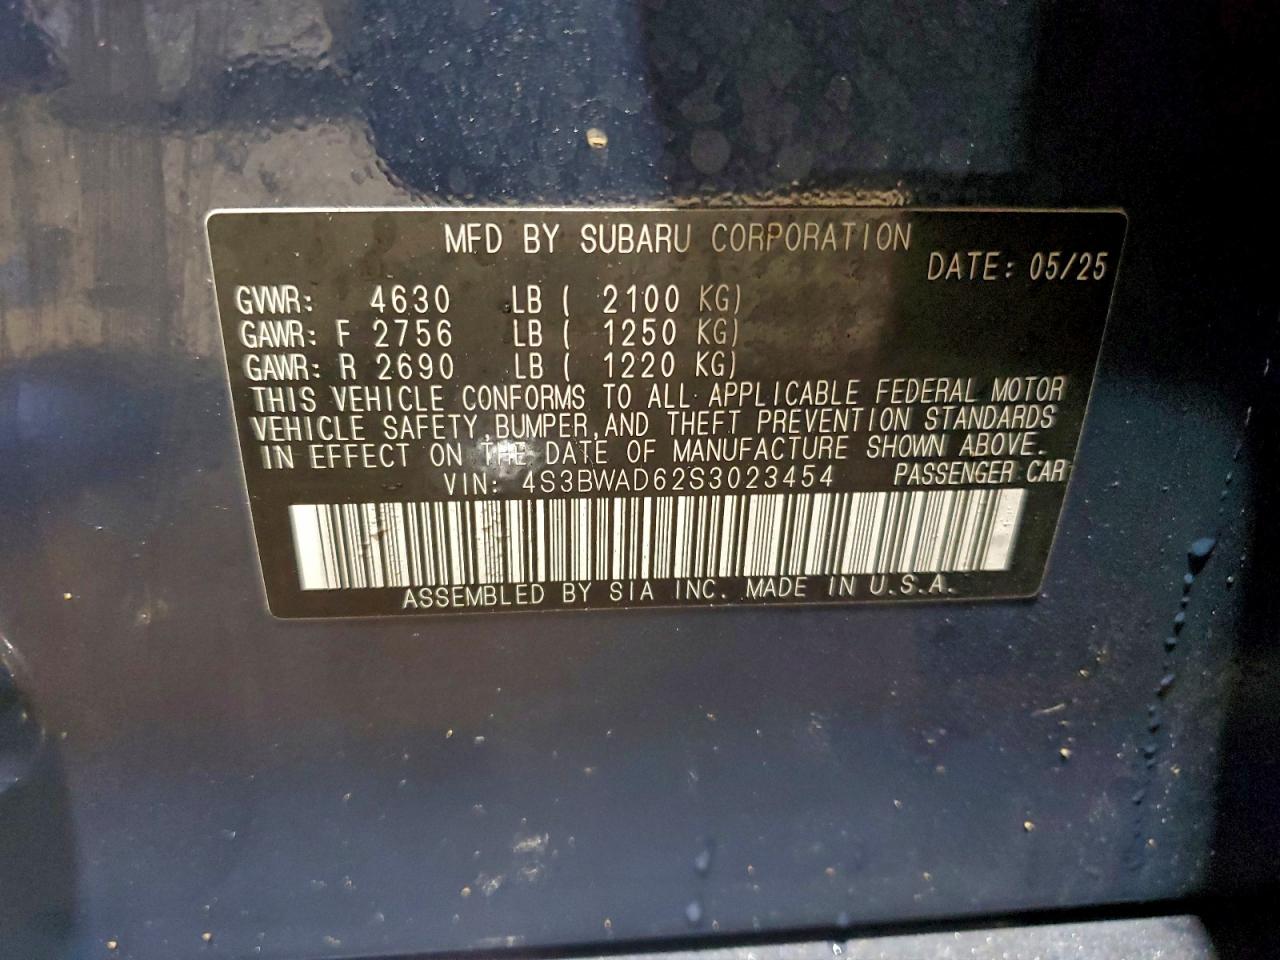 MFD BY SUBARU CORPORATION
DATE: 05/25
GVWR: 4630 LB ( 2100 KG)
GAWR: F 2756 LB ( 1250 KG)
GAWR: R 2690 LB ( 1220 KG)
THIS VEHICLE CONFORMS TO ALL APPLICABLE FEDERAL MOTOR
VEHICLE SAFETY, BUMPER, AND THEFT PREVENTION STANDARDS
IN EFFECT ON THE DATE OF MANUFACTURE SHOWN ABOVE.
VIN: 4S3BWAD62S3023454 PASSENGER CAR
ASSEMBLED BY SIA INC. MADE IN U.S.A.